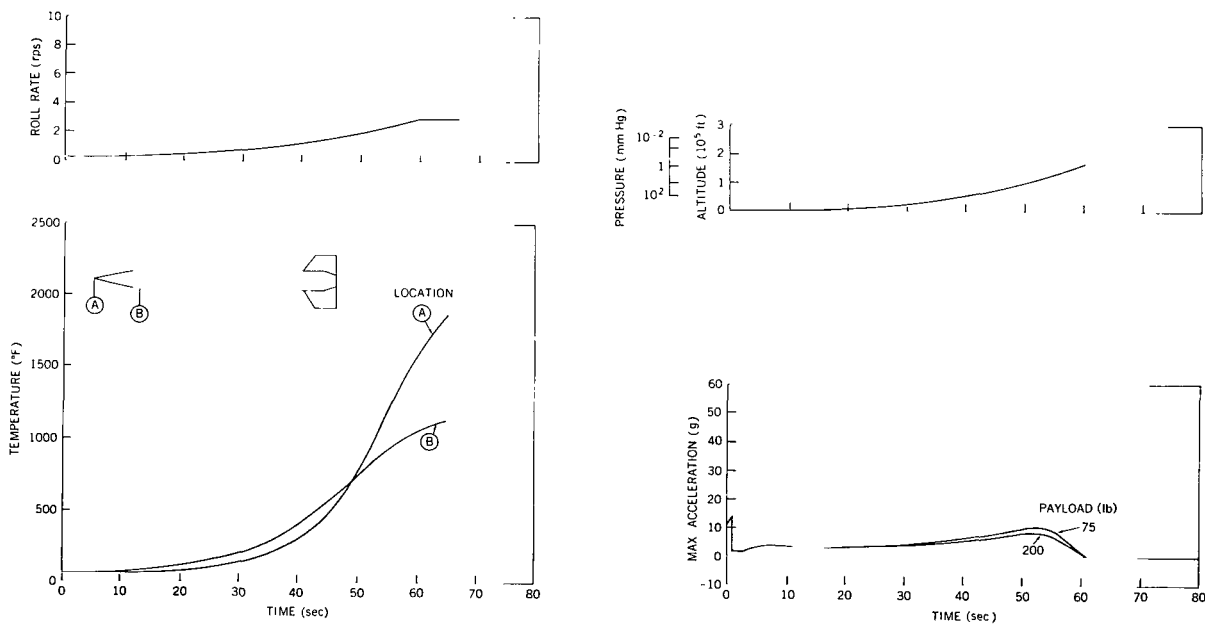 10
8
6
4
2
0
ROLL RATE (rps)
2500
2000
1500
1000
500
0
TEMPERATURE (°F)
A
B
LOCATION
A
B
0 10 20 30 40 50 60 70 80
TIME (sec)
PRESSURE (mm Hg)
10⁻²
1
10²
ALTITUDE (10⁵ ft)
3
2
1
0
MAX ACCELERATION (g)
60
50
40
30
20
10
0
-10
PAYLOAD (lb)
75
200
0 10 20 30 40 50 60 70 80
TIME (sec)